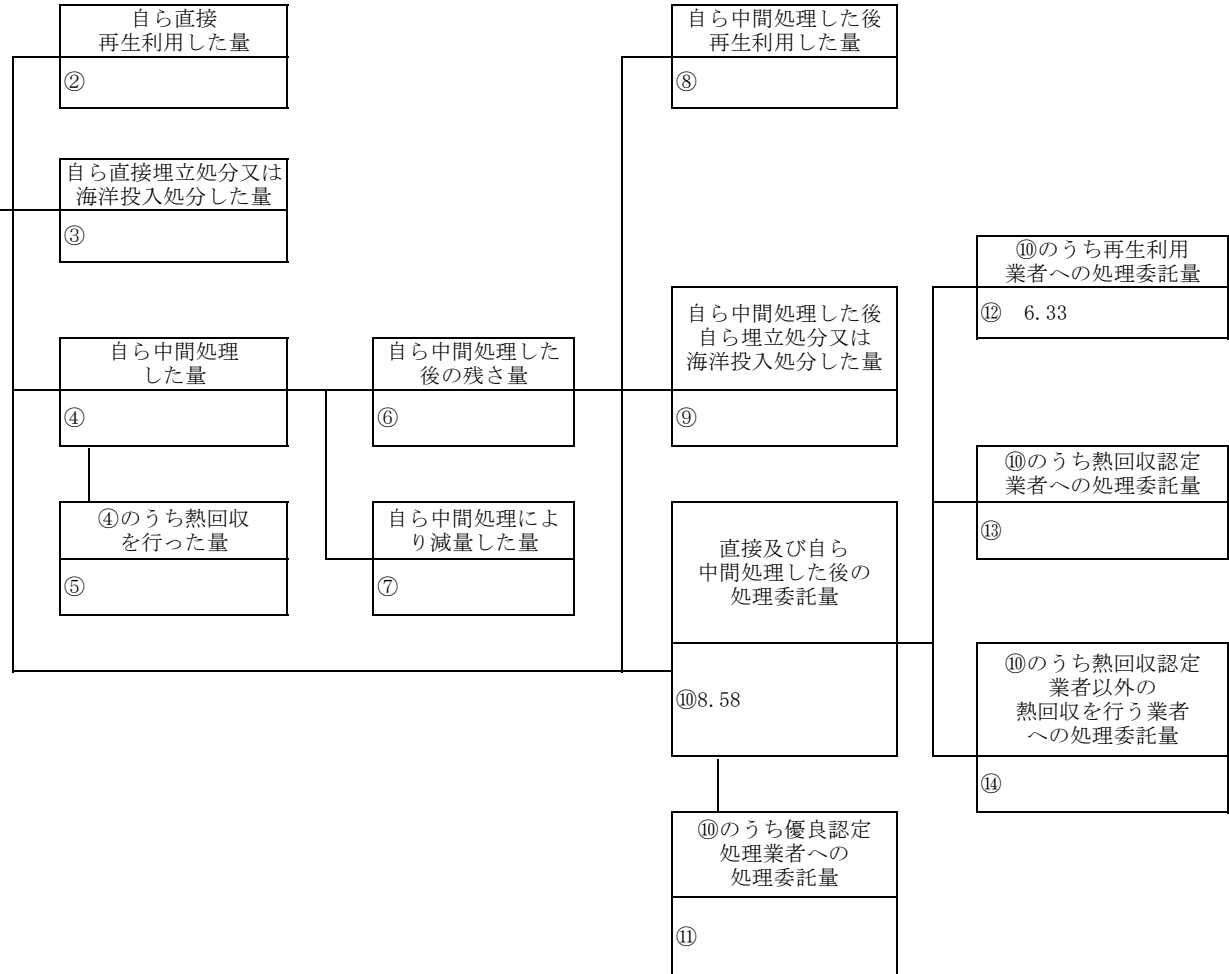 自ら直接
再生利用した量
②
自ら直接埋立処分又は
海洋投入処分した量
③
自ら中間処理
した量
④
④のうち熱回収
を行った量
⑤
自ら中間処理した
後の残さ量
⑥
自ら中間処理によ
り減量した量
⑦
自ら中間処理した後
再生利用した量
⑧
自ら中間処理した後
自ら埋立処分又は
海洋投入処分した量
⑨
直接及び自ら
中間処理した後の
処理委託量
⑩8.58
⑩のうち優良認定
処理業者への
処理委託量
⑪
⑩のうち再生利用
業者への処理委託量
⑫ 6.33
⑩のうち熱回収認定
業者への処理委託量
⑬
⑩のうち熱回収認定
業者以外の
熱回収を行う業者
への処理委託量
⑭